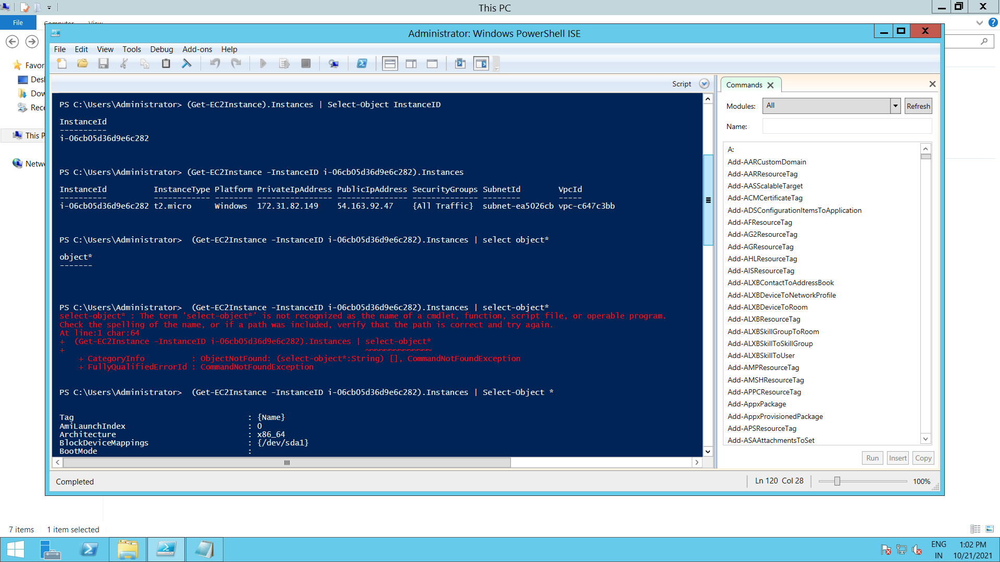 This PC
File
Computer View
Administrator: Windows PowerShell ISE
File Edit View Tools Debug Add-ons Help
Script
PS C:\Users\Administrator> (Get-EC2Instance).Instances | Select-Object InstanceID
InstanceId
----------
i-06cb05d36d9e6c282
PS C:\Users\Administrator> (Get-EC2Instance -InstanceID i-06cb05d36d9e6c282).Instances
InstanceId InstanceType Platform PrivateIpAddress PublicIpAddress SecurityGroups SubnetId VpcId
---------- ------------ -------- ---------------- --------------- -------------- -------- -----
i-06cb05d36d9e6c282 t2.micro Windows 172.31.82.149 54.163.92.47 {All Traffic} subnet-ea5026cb vpc-c647c3bb
PS C:\Users\Administrator>  (Get-EC2Instance -InstanceID i-06cb05d36d9e6c282).Instances | select object*
object*
-------
PS C:\Users\Administrator>  (Get-EC2Instance -InstanceID i-06cb05d36d9e6c282).Instances | select-object*
select-object* : The term 'select-object*' is not recognized as the name of a cmdlet, function, script file, or operable program.
Check the spelling of the name, or if a path was included, verify that the path is correct and try again.
At line:1 char:64
+  (Get-EC2Instance -InstanceID i-06cb05d36d9e6c282).Instances | select-object*
+ ~~~~~~~~~~~~~~
+ CategoryInfo : ObjectNotFound: (select-object*:String) [], CommandNotFoundException
+ FullyQualifiedErrorId : CommandNotFoundException
PS C:\Users\Administrator>  (Get-EC2Instance -InstanceID i-06cb05d36d9e6c282).Instances | Select-Object *
Tag : {Name}
AmiLaunchIndex : 0
Architecture : x86_64
BlockDeviceMappings : {/dev/sda1}
BootMode :
Completed
Ln 120 Col 28
100%
Commands
Modules: All Refresh
Name:
A:
Add-AARCustomDomain
Add-AARResourceTag
Add-AASScalableTarget
Add-ACMCertificateTag
Add-ADSConfigurationItemsToApplication
Add-AFResourceTag
Add-AG2ResourceTag
Add-AGResourceTag
Add-AHLResourceTag
Add-AISResourceTag
Add-ALXBContactToAddressBook
Add-ALXBDeviceToNetworkProfile
Add-ALXBDeviceToRoom
Add-ALXBResourceTag
Add-ALXBSkillGroupToRoom
Add-ALXBSkillToSkillGroup
Add-ALXBSkillToUser
Add-AMPResourceTag
Add-AMSHResourceTag
Add-APPCResourceTag
Add-AppxPackage
Add-AppxProvisionedPackage
Add-APSResourceTag
Add-ASAAttachmentsToSet
Run Insert Copy
Favor
Desk
Dow
Rece
This P
Netw
7 items 1 item selected
ENG
IN
1:02 PM
10/21/2021